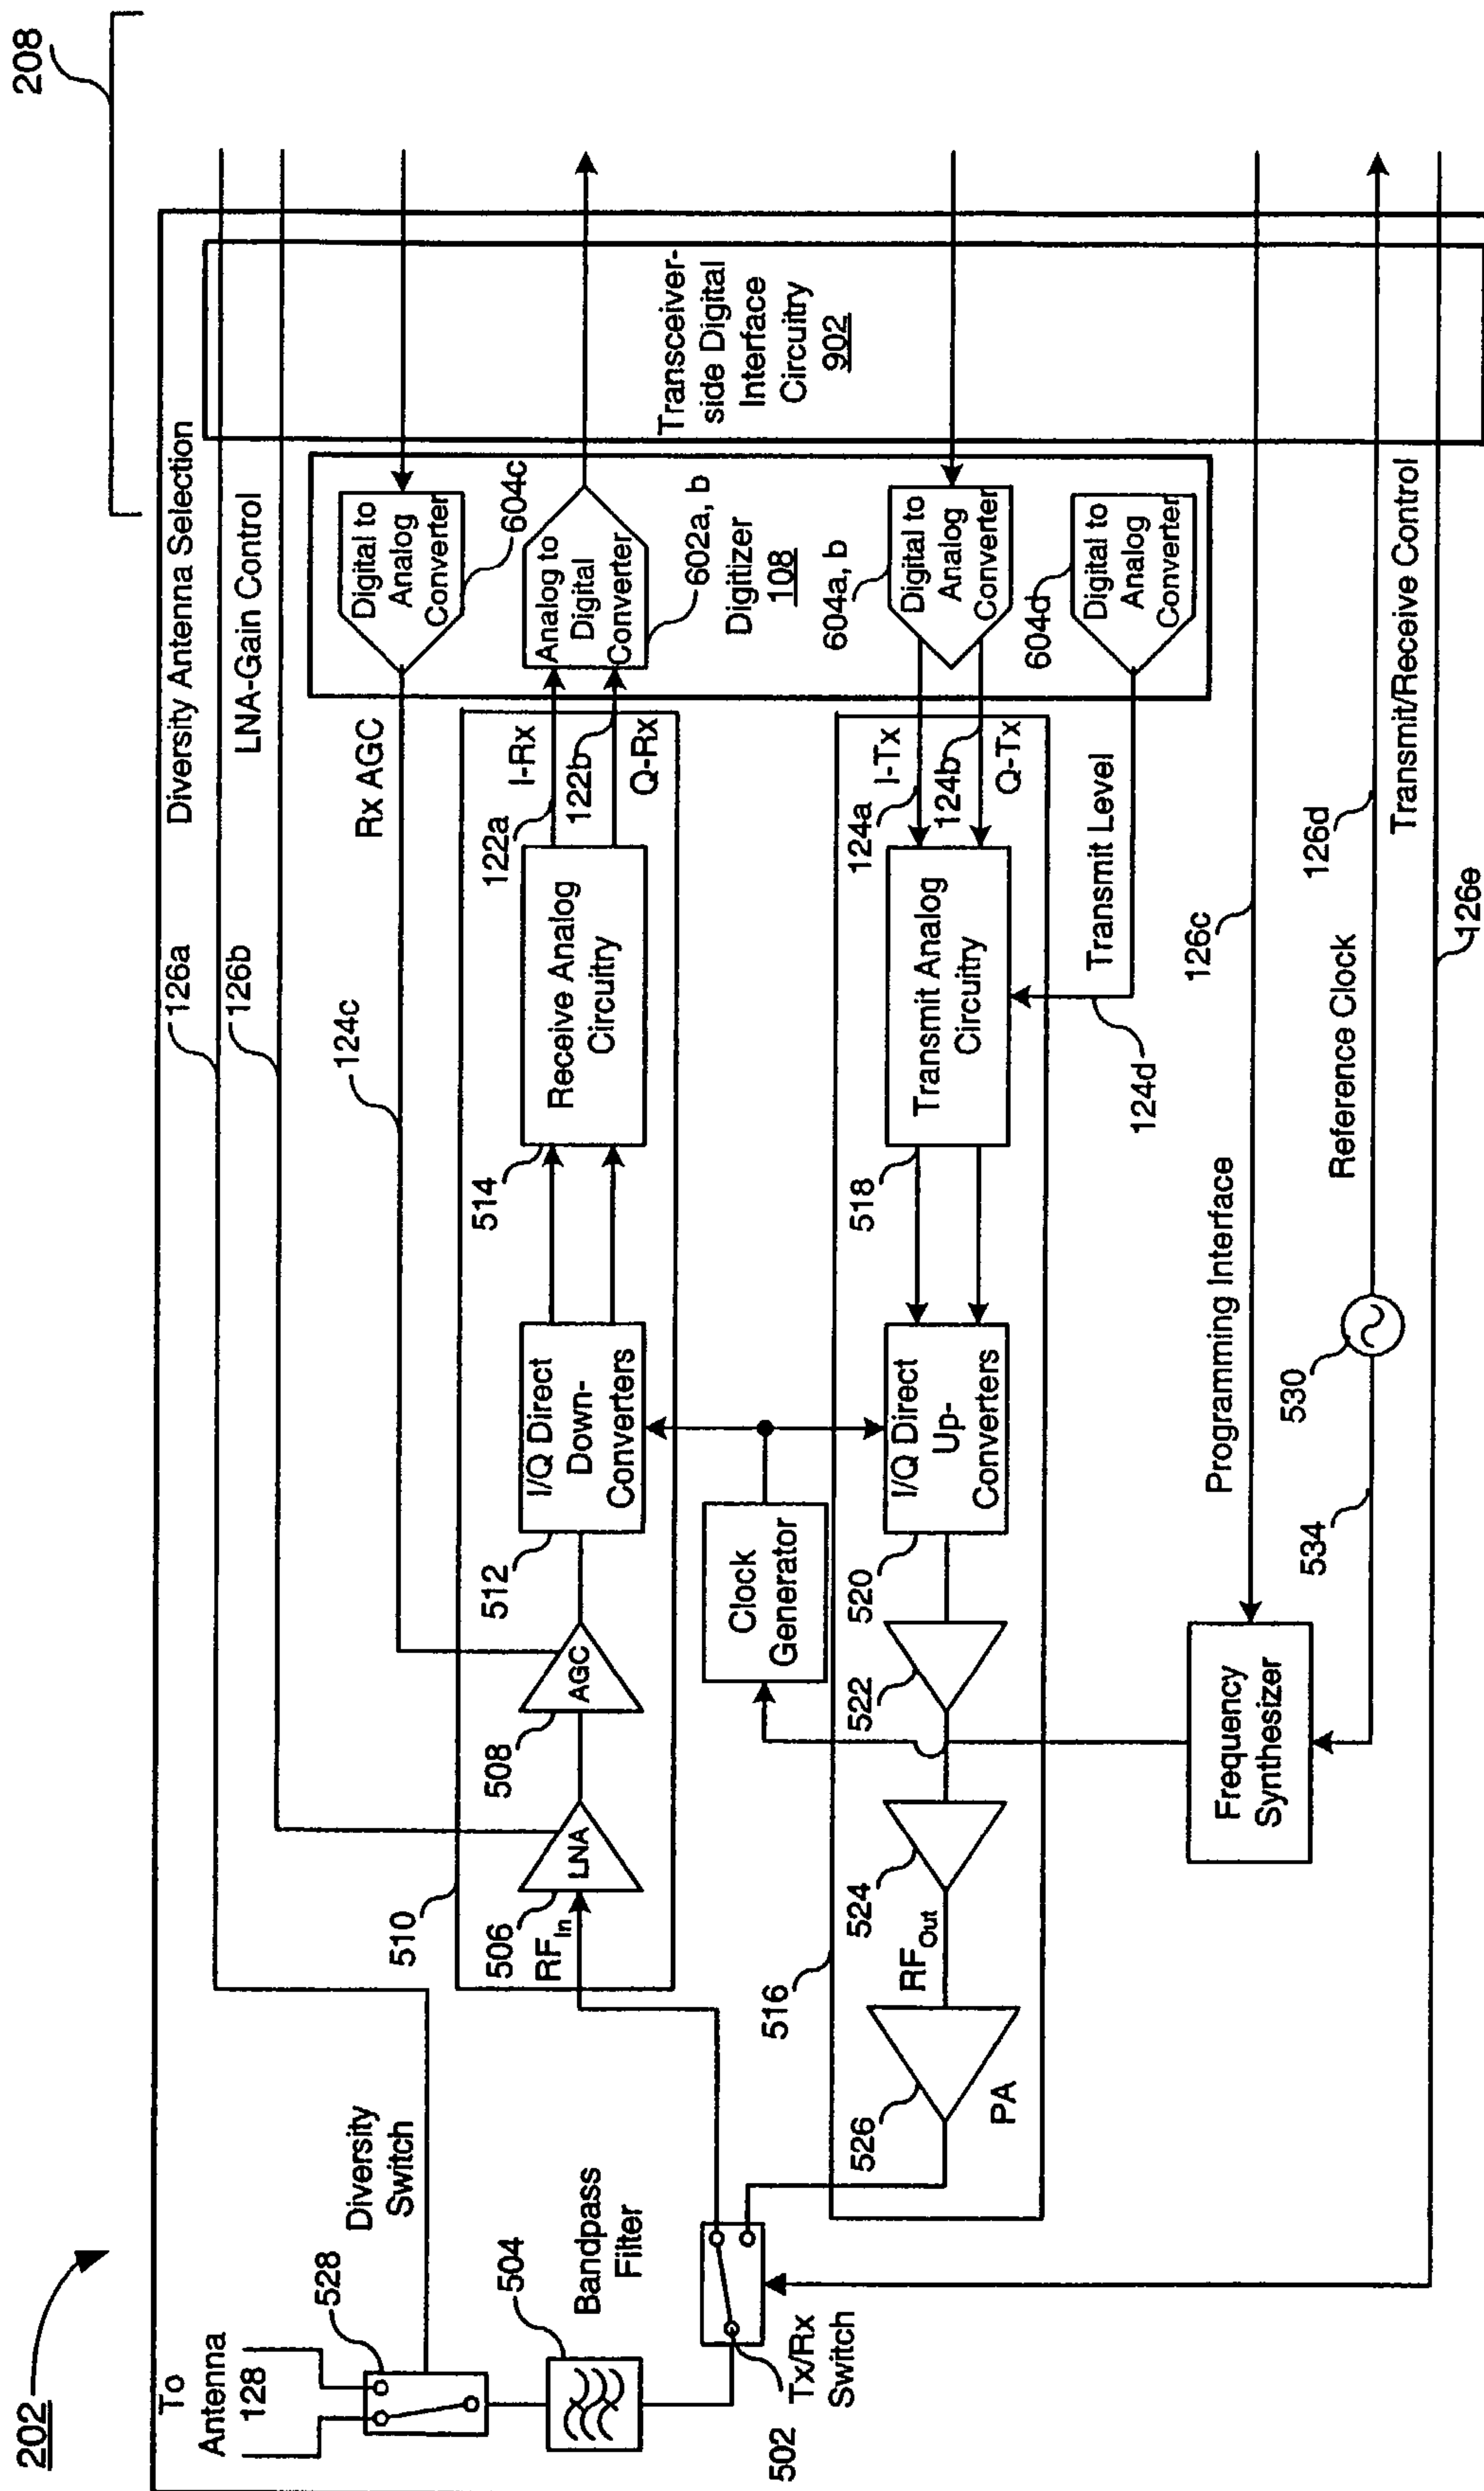 202
208
To
Antenna
128
528
Diversity
Switch
504
Bandpass
Filter
502
Tx/Rx
Switch
126a
Diversity Antenna Selection
126b
LNA-Gain Control
124c
Rx AGC
510
506
RF In
LNA
508
AGC
512
I/Q Direct
Down-
Converters
514
Receive Analog
Circuitry
122a
I-Rx
122b
Q-Rx
Digital to
Analog
Converter
604c
Analog to
Digital
Converter
602a, b
Digitizer
108
Transceiver-
side Digital
Interface
Circuitry
902
Clock
Generator
516
526
PA
RF Out
524
522
520
I/Q Direct
Up-
Converters
518
Transmit Analog
Circuitry
124a
I-Tx
124b
Q-Tx
604a, b
Digital to
Analog
Converter
604d
Digital to
Analog
Converter
Transmit Level
124d
Frequency
Synthesizer
Programming Interface
126c
534
530
Reference Clock
126d
Transmit/Receive Control
126e